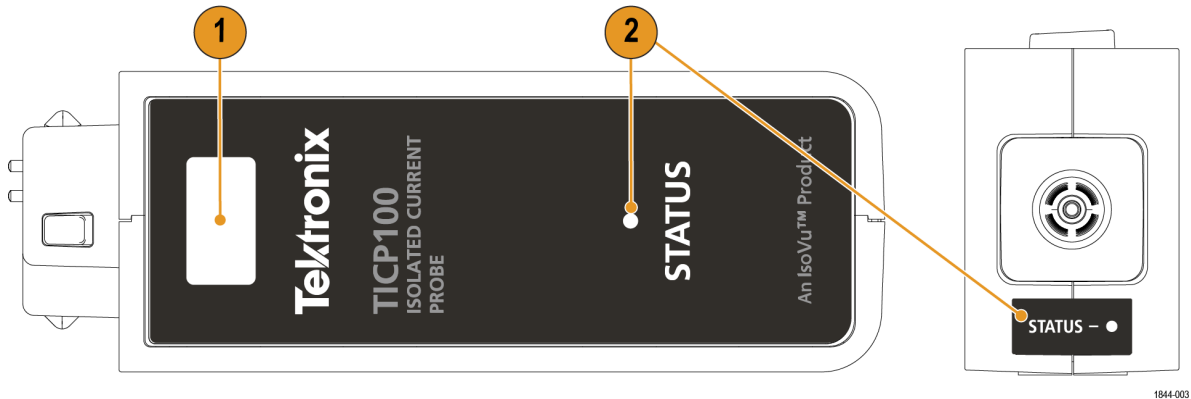 1
2
Tektronix
TICP100
ISOLATED CURRENT
PROBE
STATUS
An IsoVu™ Product
STATUS –
1844-003